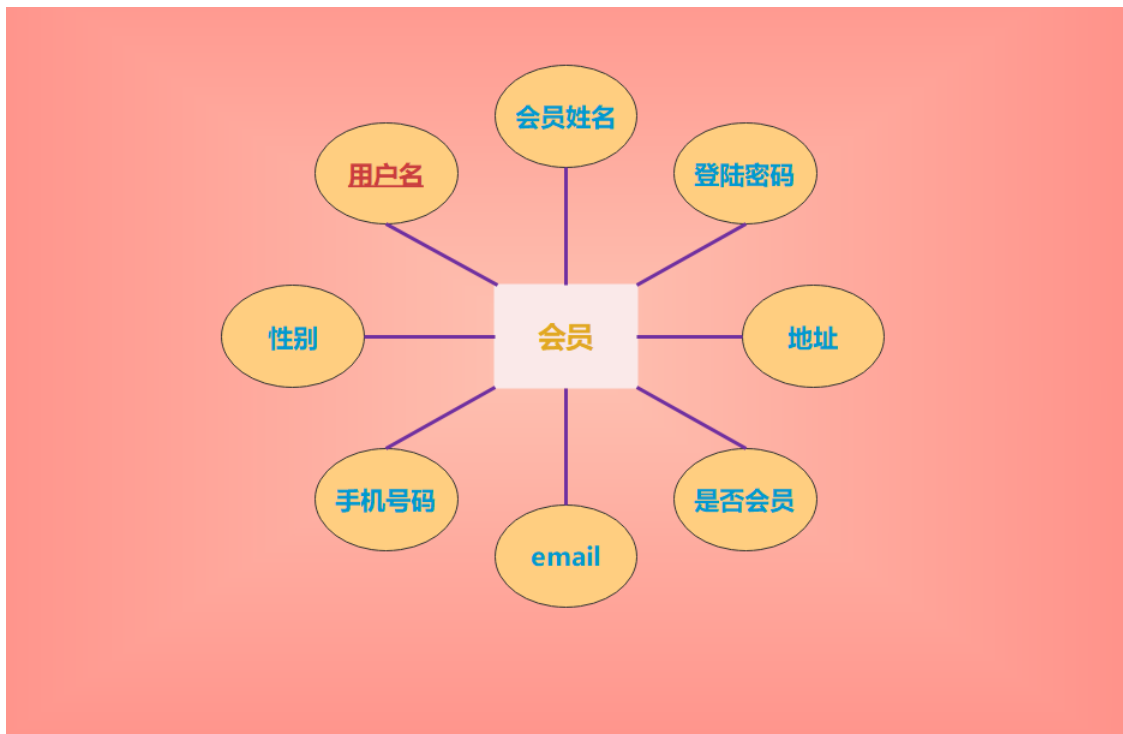 会员姓名
用户名
登陆密码
性别
会员
地址
手机号码
是否会员
email